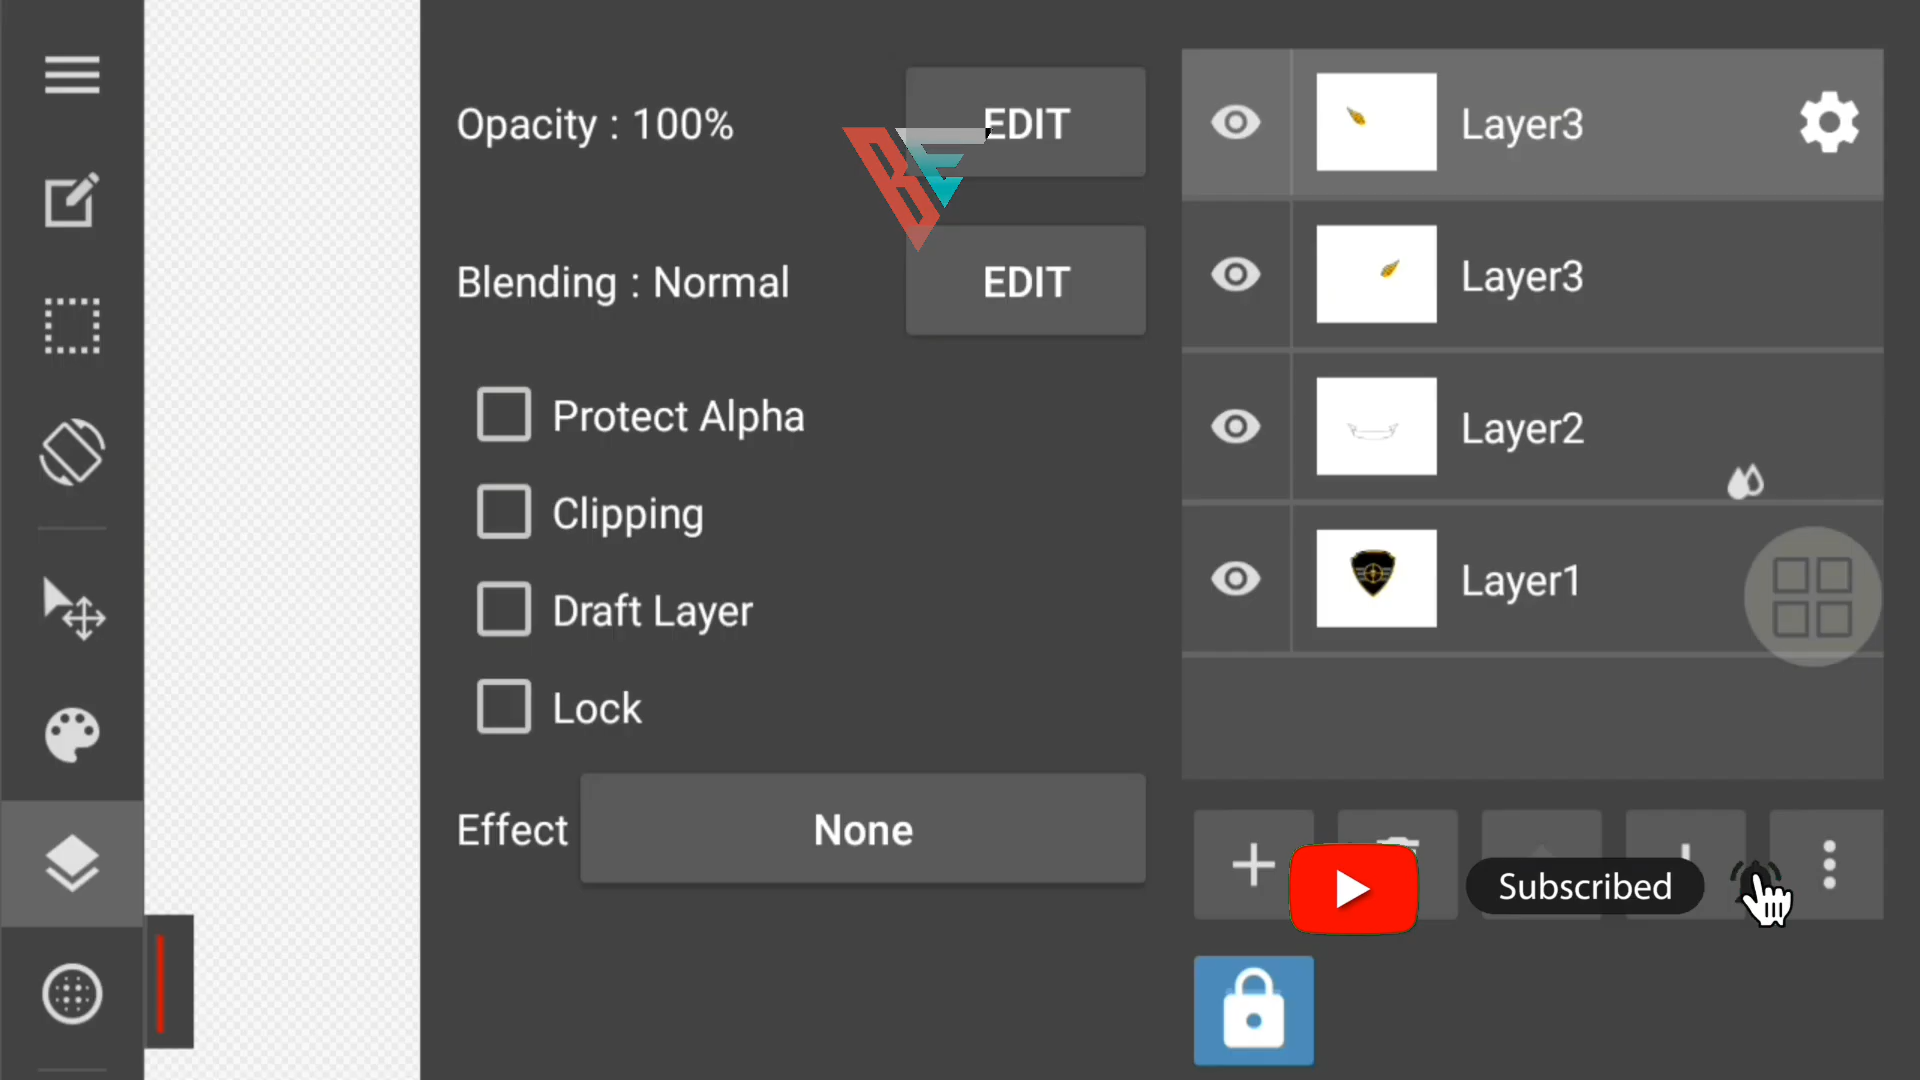 Opacity : 100%
EDIT
BE
Blending : Normal
EDIT
Protect Alpha
Clipping
Draft Layer
Lock
Effect
None
Layer3
Layer3
Layer2
Layer1
Subscribed